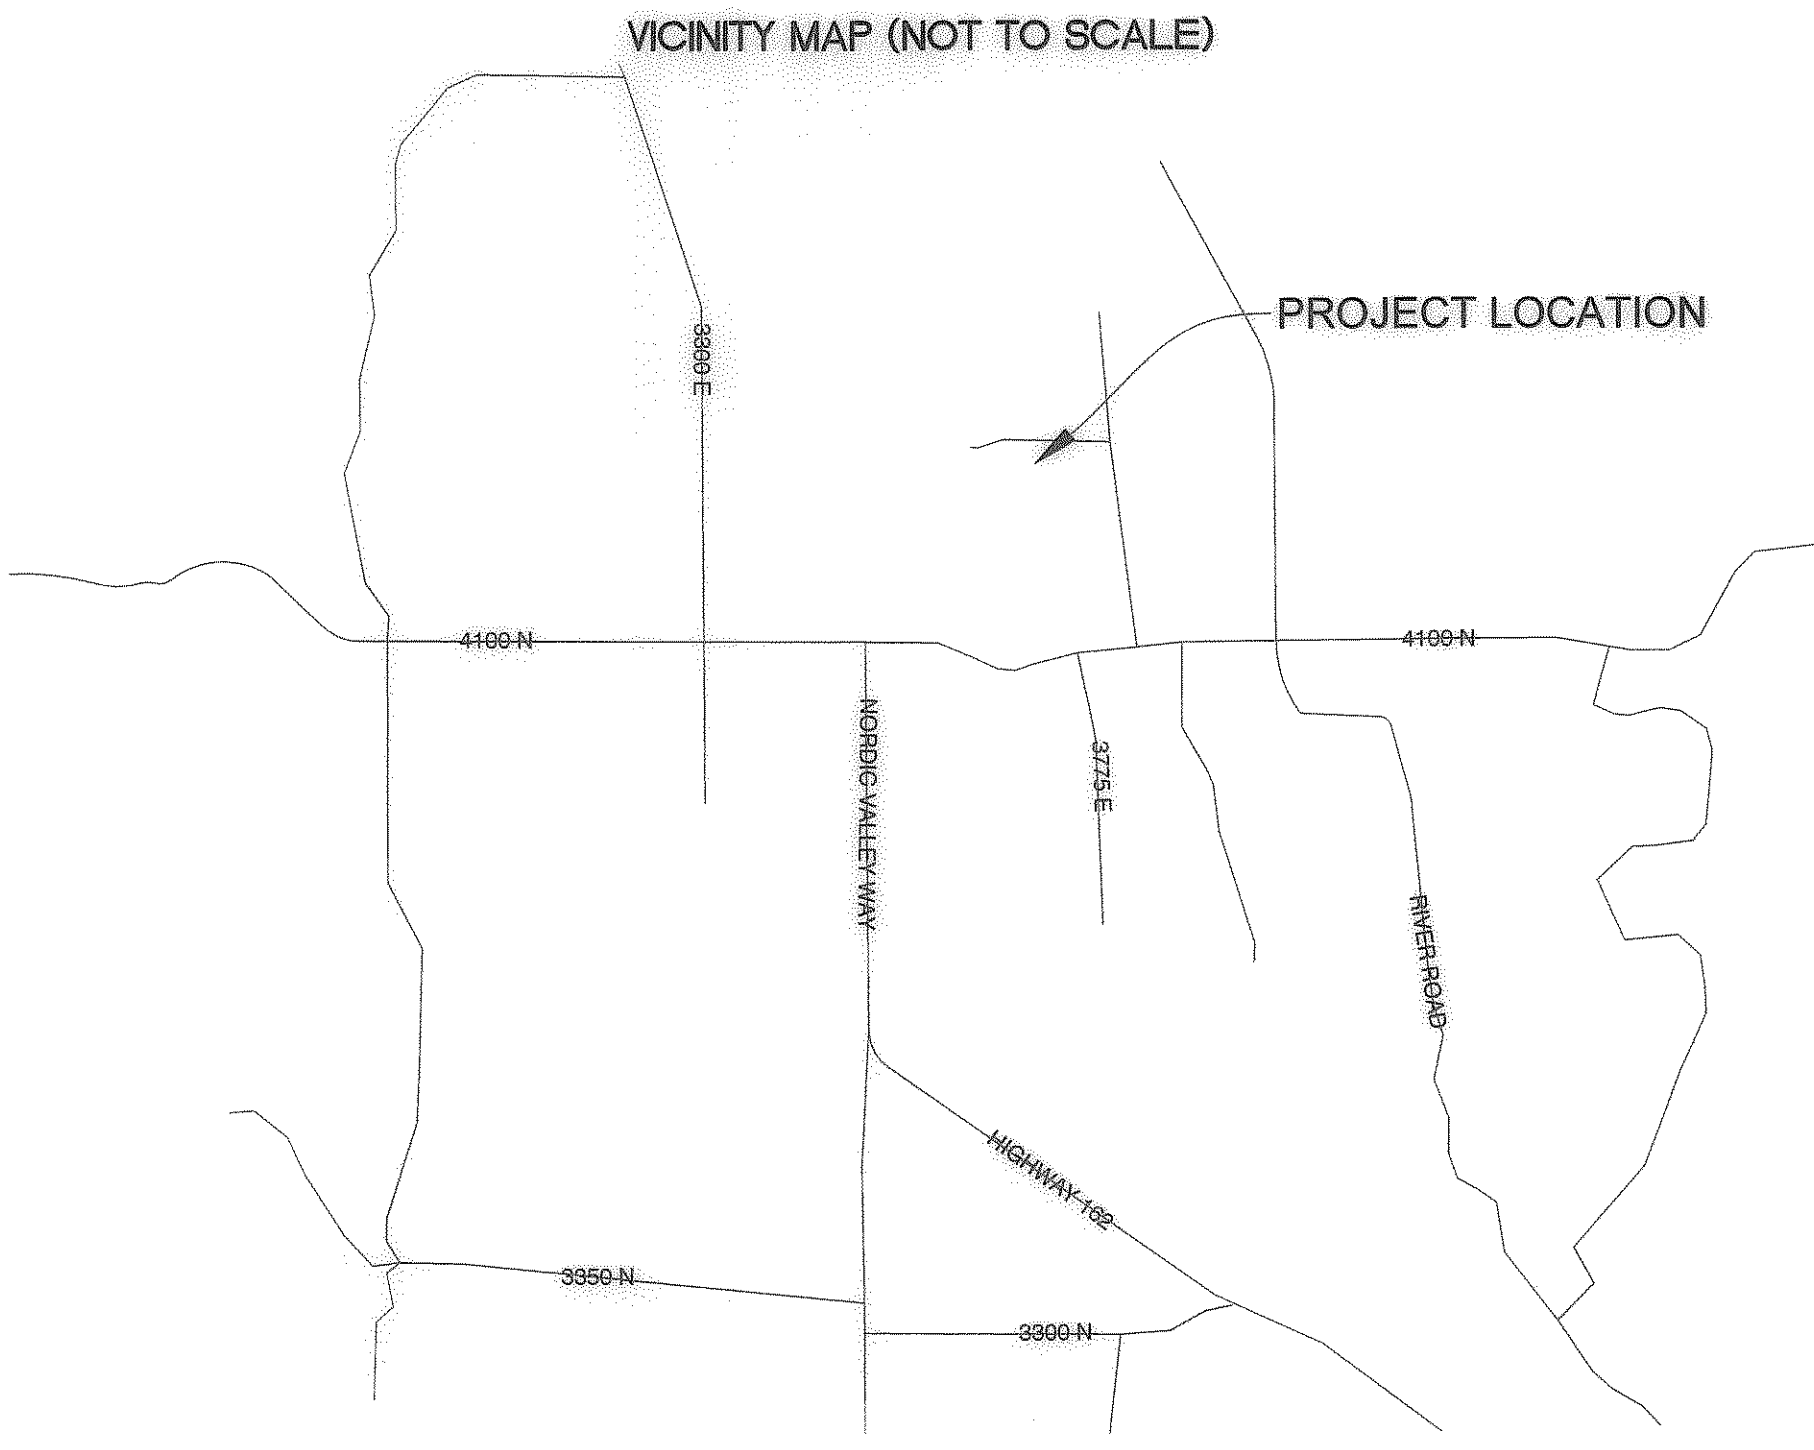 VICINITY MAP (NOT TO SCALE)
PROJECT LOCATION
3300 E
4100 N
4100 N
NORDIC VALLEY WAY
3775 E
RIVER ROAD
HIGHWAY 162
3350 N
3300 N